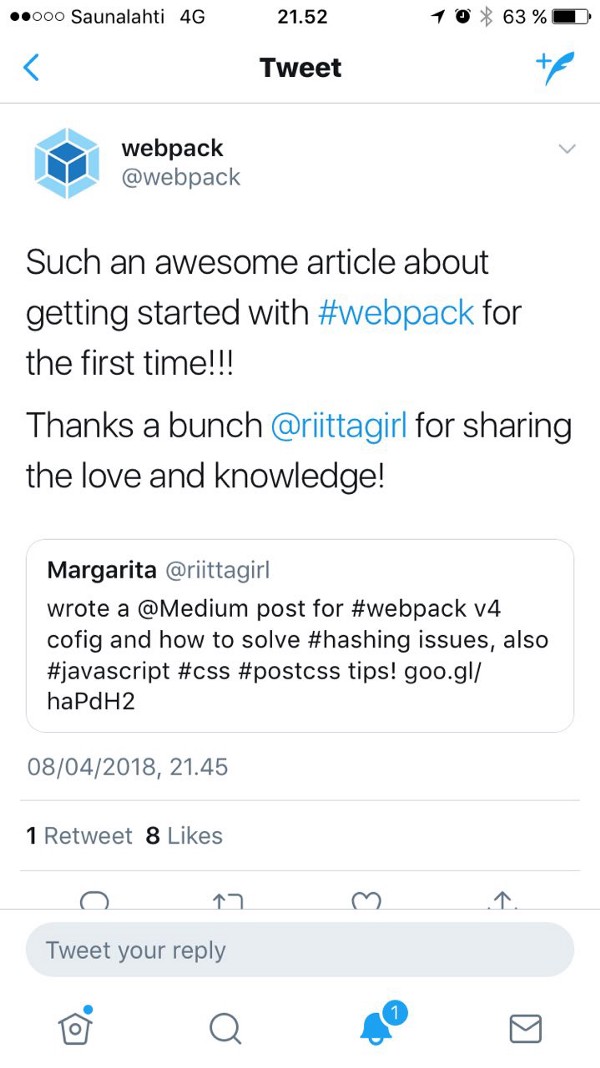 Saunalahti 4G 21.52 63 %
Tweet
webpack
@webpack
Such an awesome article about
getting started with #webpack for
the first time!!!
Thanks a bunch @riittagirl for sharing
the love and knowledge!
Margarita @riittagirl
wrote a @Medium post for #webpack v4
cofig and how to solve #hashing issues, also
#javascript #css #postcss tips! goo.gl/
haPdH2
08/04/2018, 21.45
1 Retweet 8 Likes
Tweet your reply
1